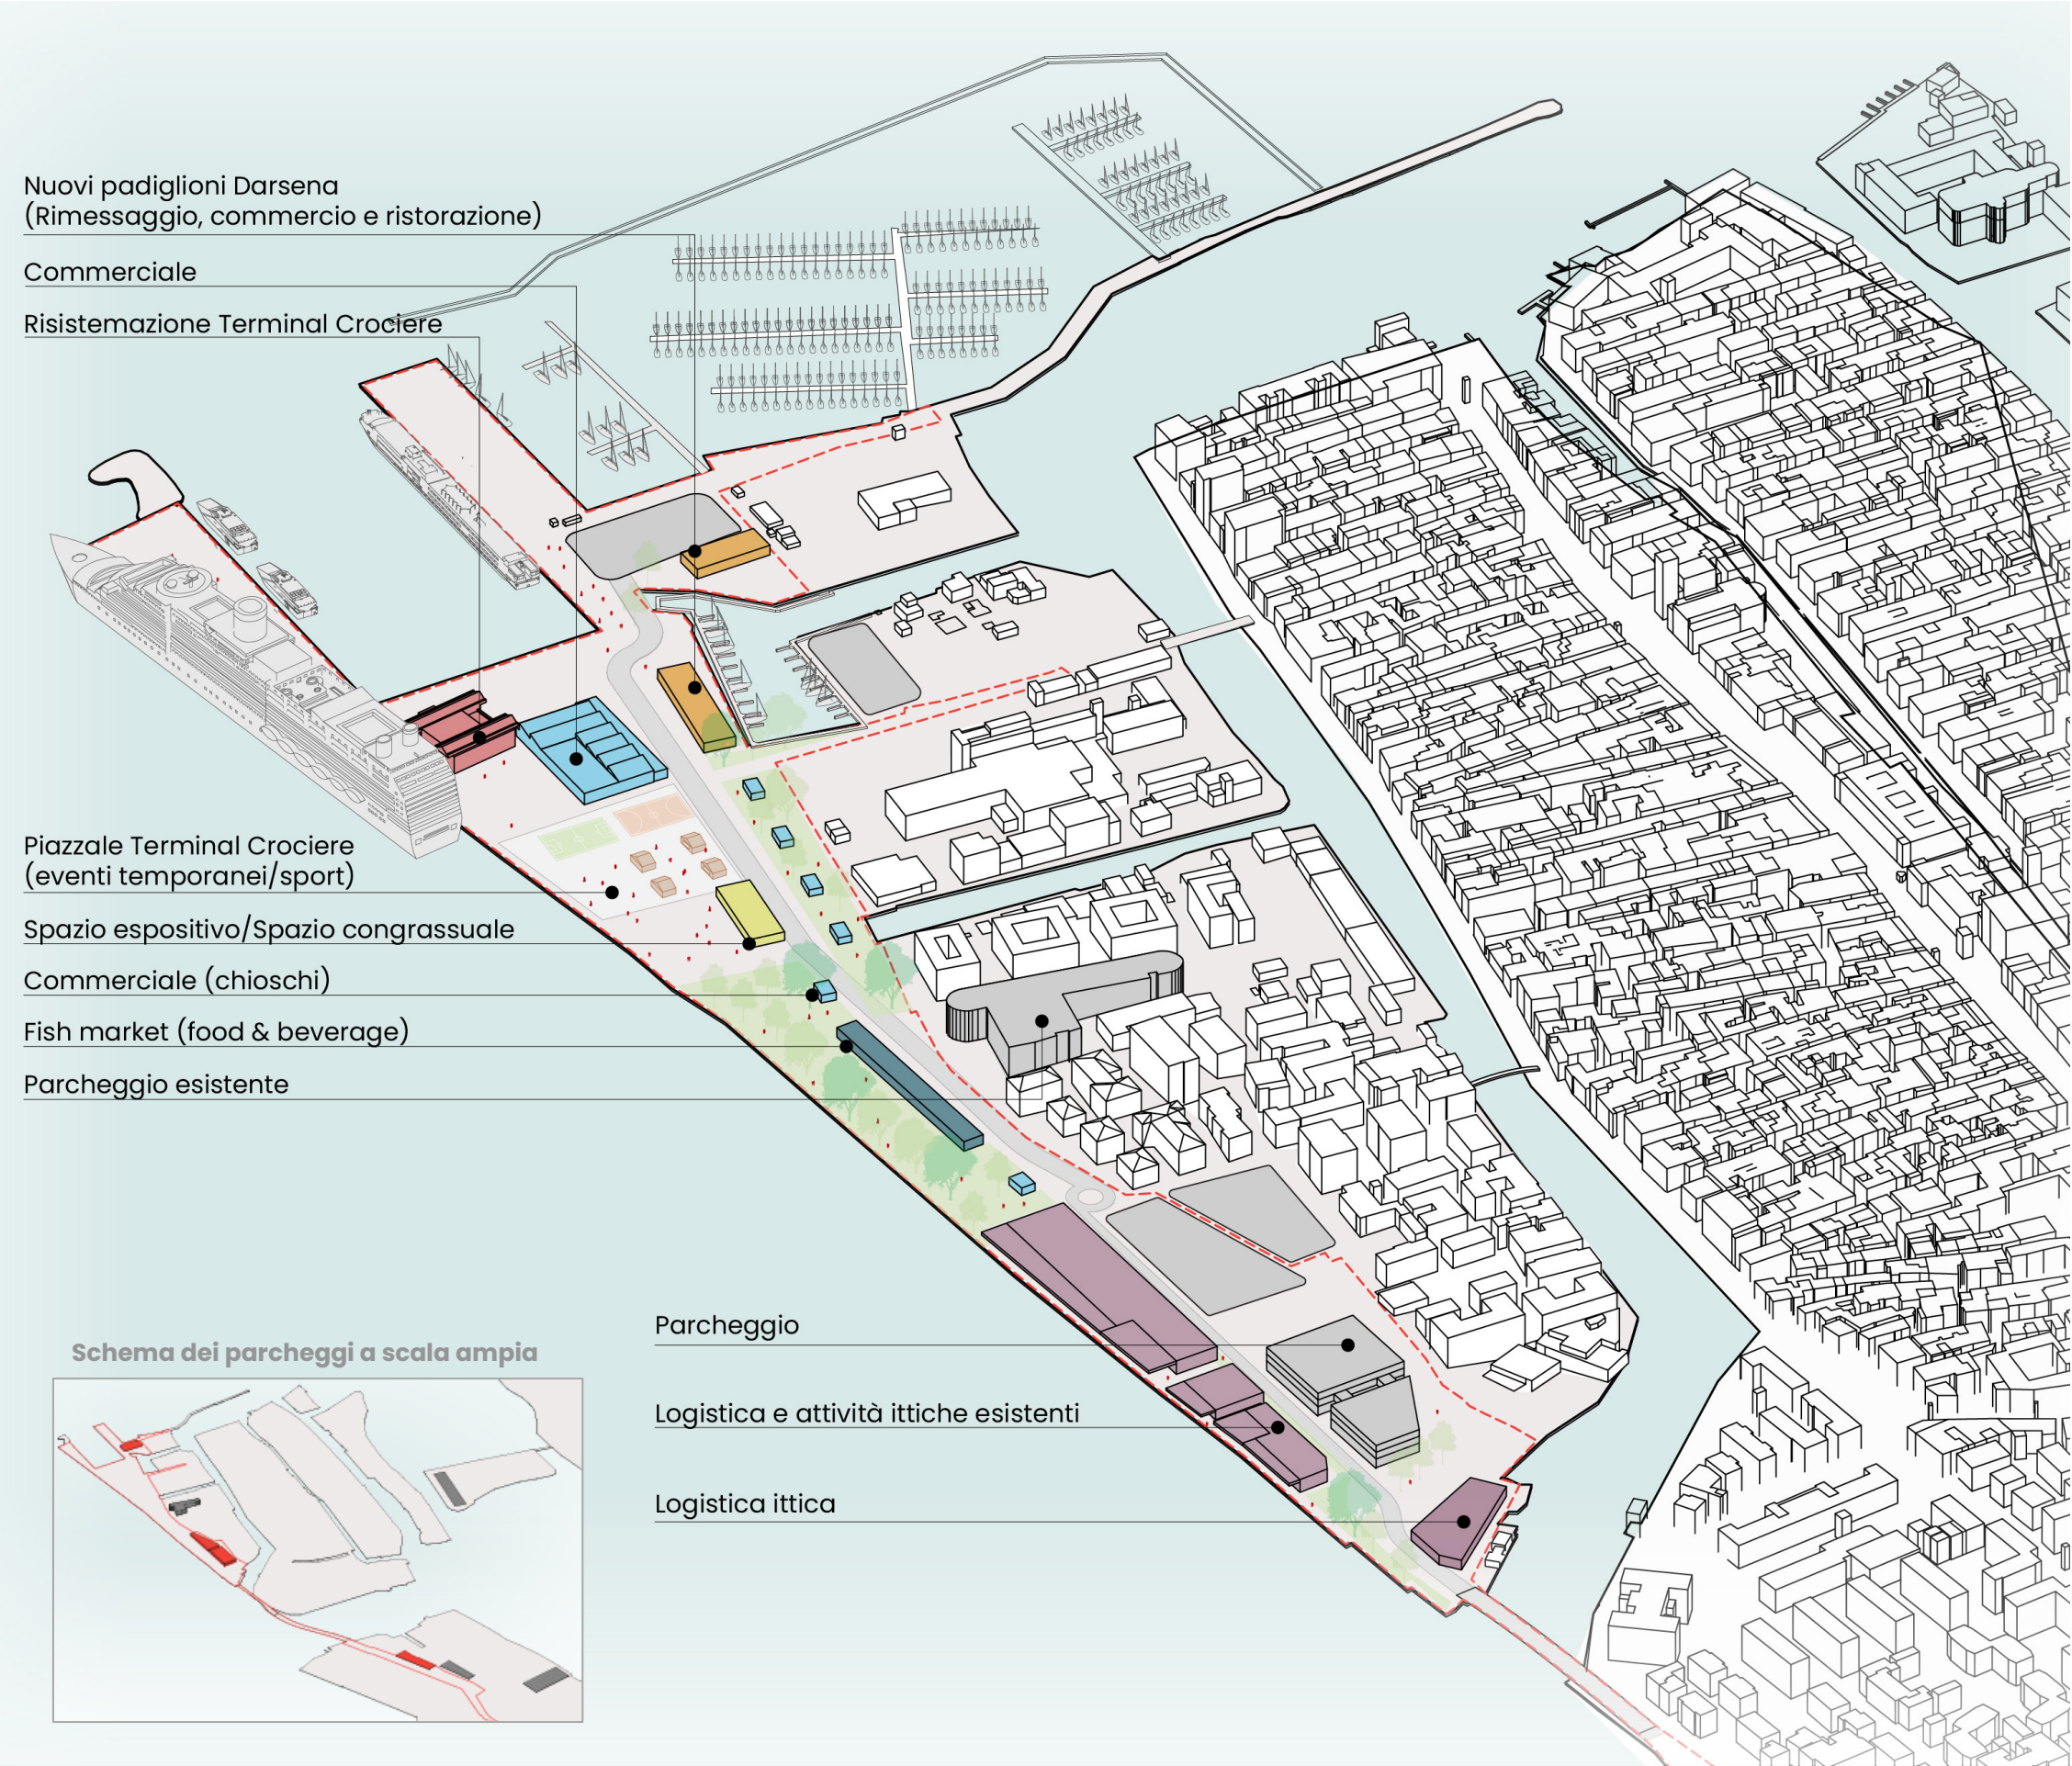 Nuovi padiglioni Darsena
(Rimessaggio, commercio e ristorazione)
Commerciale
Risistemazione Terminal Crociere
Piazzale Terminal Crociere
(eventi temporanei/sport)
Spazio espositivo/Spazio congrassuale
Commerciale (chioschi)
Fish market (food & beverage)
Parcheggio esistente
Parcheggio
Logistica e attività ittiche esistenti
Logistica ittica
Schema dei parcheggi a scala ampia